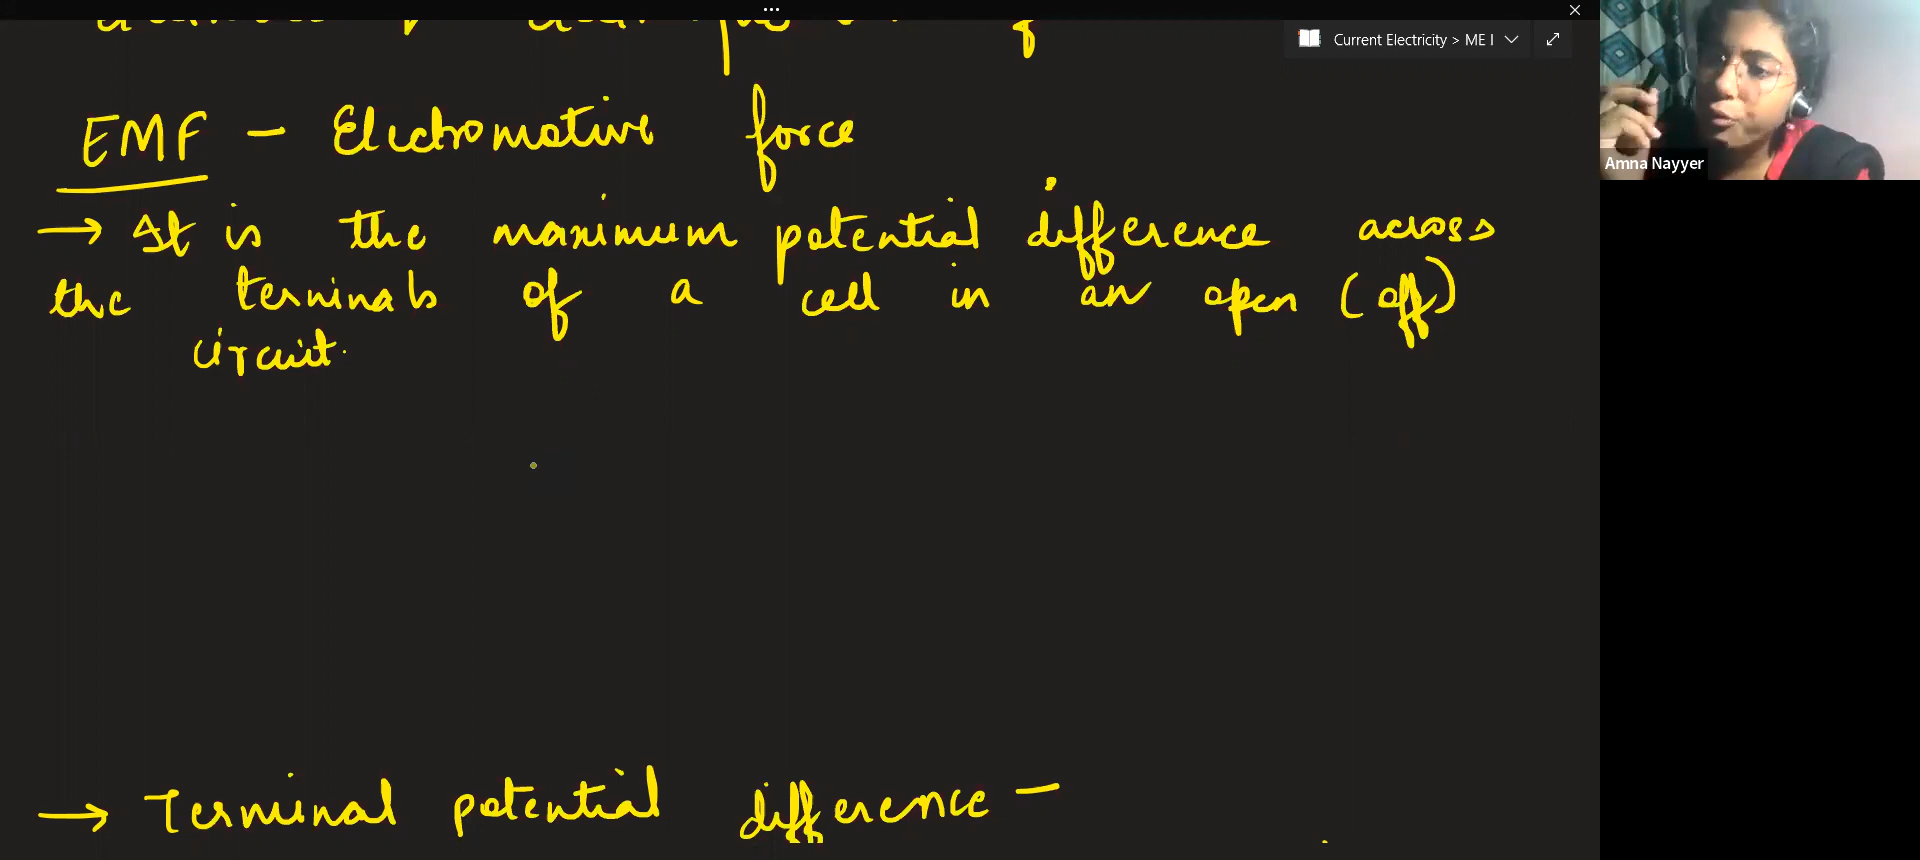 Current Electricity > ME I
EMF - Electromotive force
Amna Nayyer
→ It is the maximum potential difference across
the terminals of a cell in an open (off)
circuit.
→ Terminal potential difference -